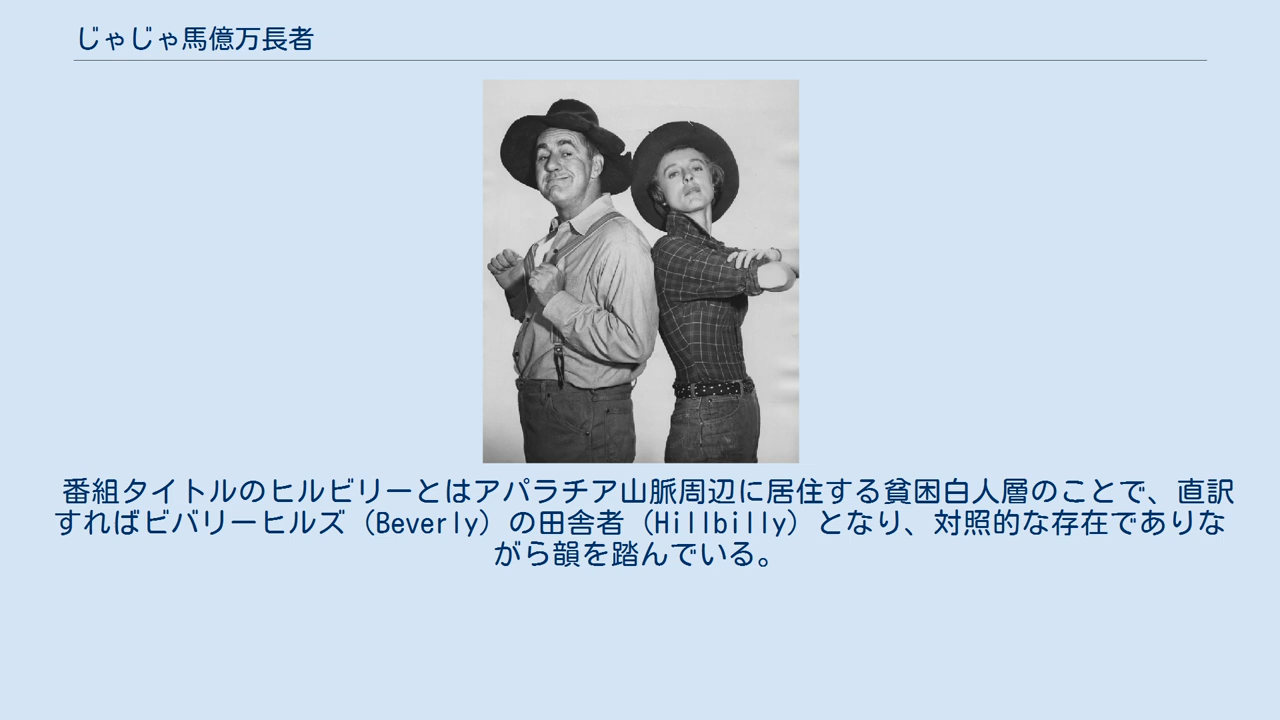 じゃじゃ馬億万長者
番組タイトルのヒルビリーとはアパラチア山脈周辺に居住する貧困白人層のことで、直訳
すればビバリーヒルズ（Beverly）の田舎者（Hillbilly）となり、対照的な存在でありな
がら韻を踏んでいる。